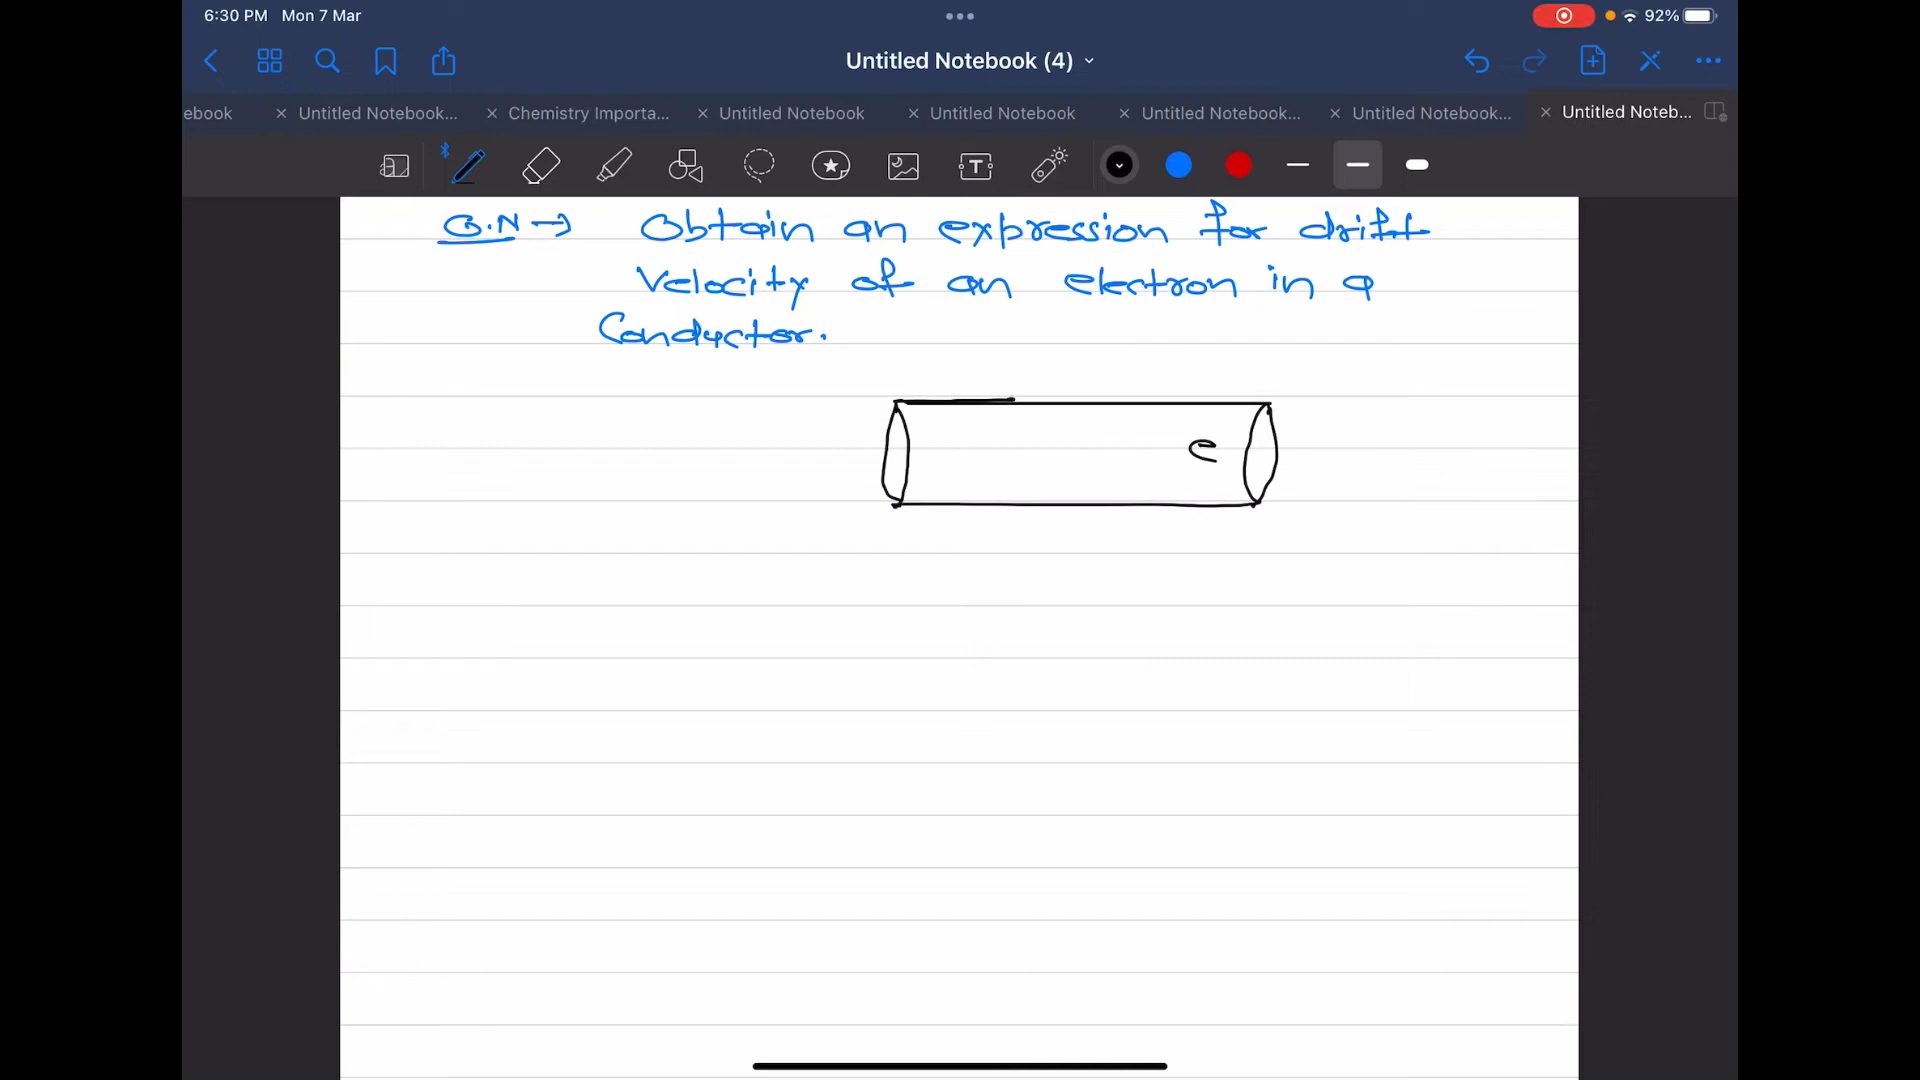 6:30 PM Mon 7 Mar
92%
Untitled Notebook (4)
ebook
Untitled Notebook...
Chemistry Importa...
Untitled Notebook
Untitled Notebook
Untitled Notebook...
Untitled Notebook...
Untitled Noteb...
Q.N → Obtain an expression for drift
Velocity of an electron in a
Conductor.
e